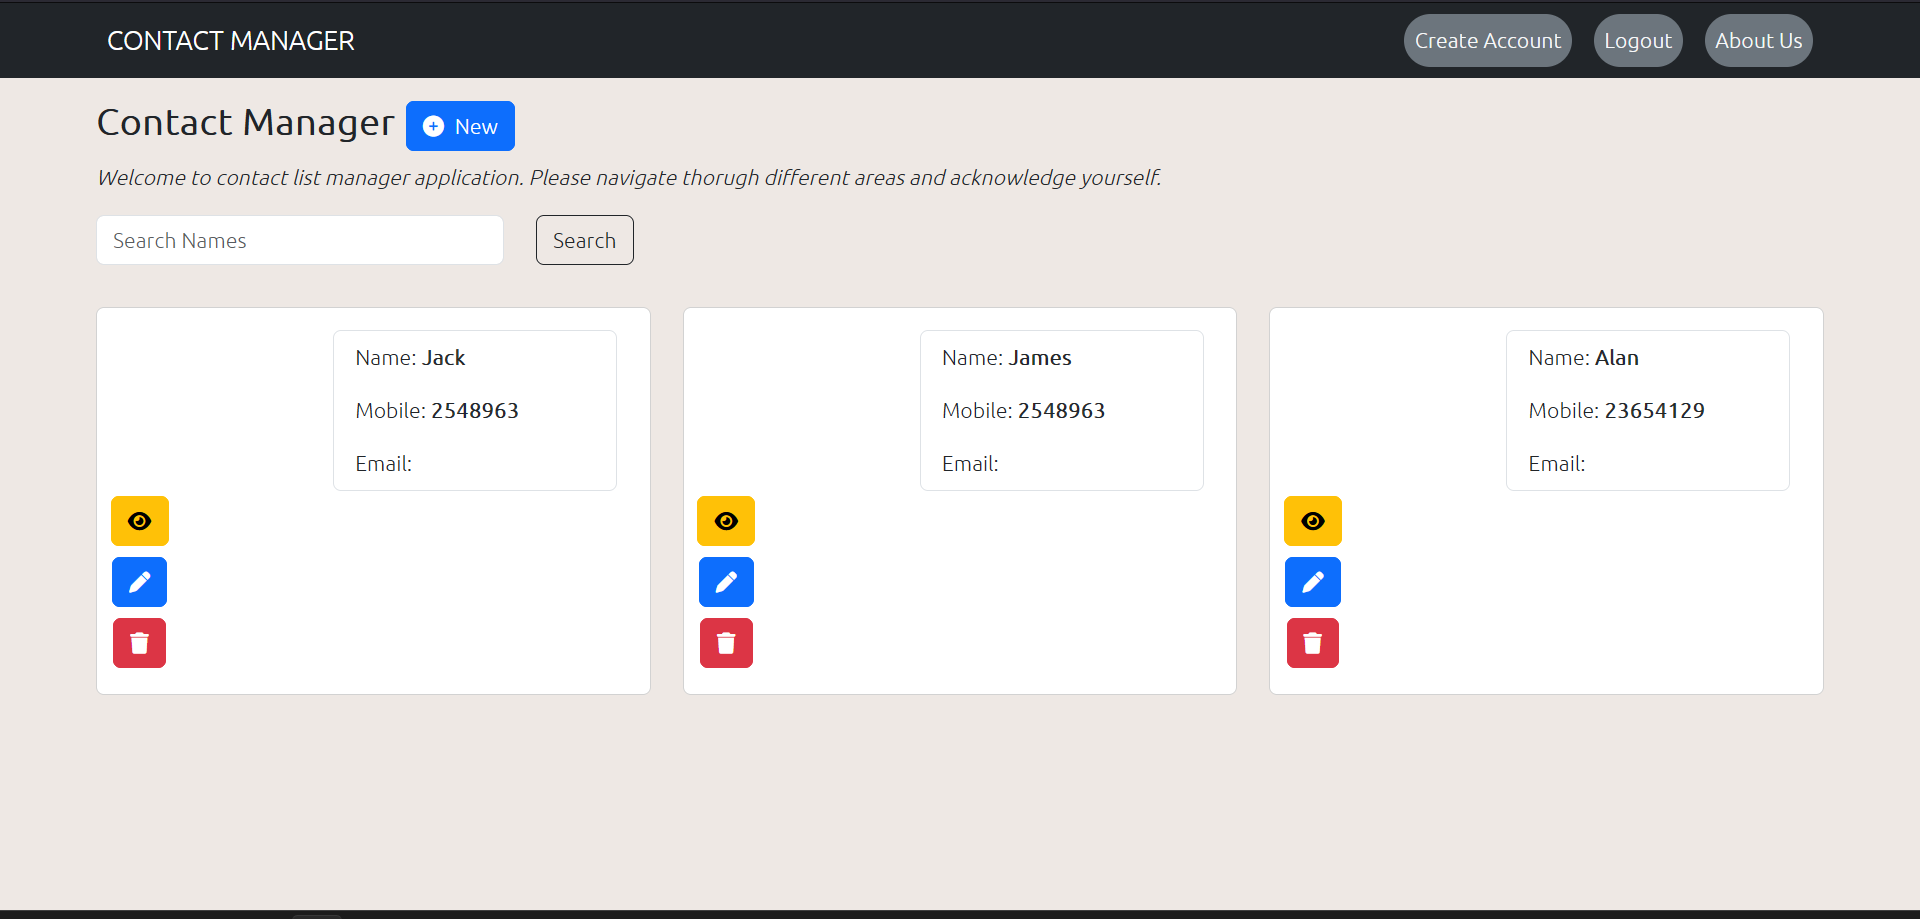 CONTACT MANAGER
Create Account
Logout
About Us
Contact Manager
New
Welcome to contact list manager application. Please navigate thorugh different areas and acknowledge yourself.
Search Names
Search
Name: Jack
Mobile: 2548963
Email:
Name: James
Mobile: 2548963
Email:
Name: Alan
Mobile: 23654129
Email: